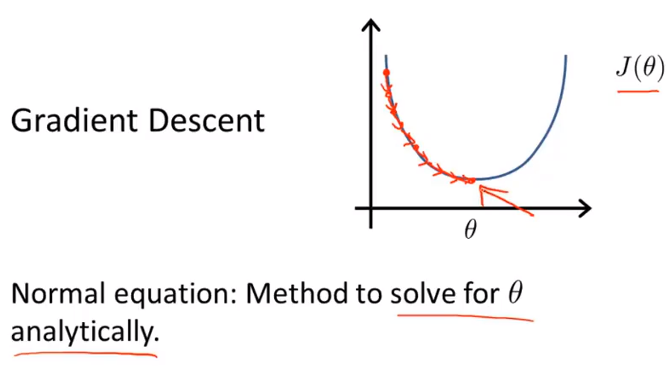 J(θ)
Gradient Descent
θ
Normal equation: Method to solve for θ
analytically.